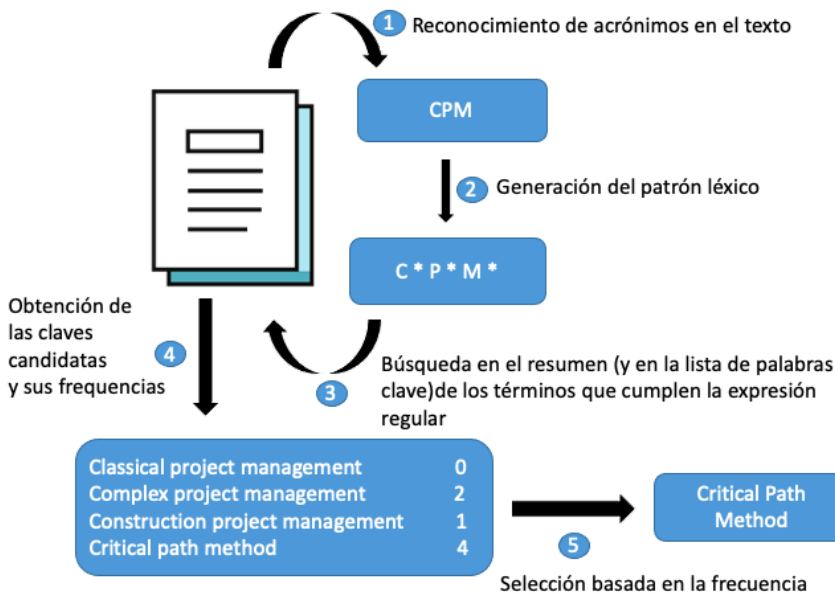 1 Reconocimiento de acrónimos en el texto
CPM
2 Generación del patrón léxico
C * P * M *
3 Búsqueda en el resumen (y en la lista de palabras
clave)de los términos que cumplen la expresión
regular
Obtención de
las claves
candidatas
y sus frequencias
4
Classical project management 0
Complex project management 2
Construction project management 1
Critical path method 4
5
Selección basada en la frecuencia
Critical Path
Method